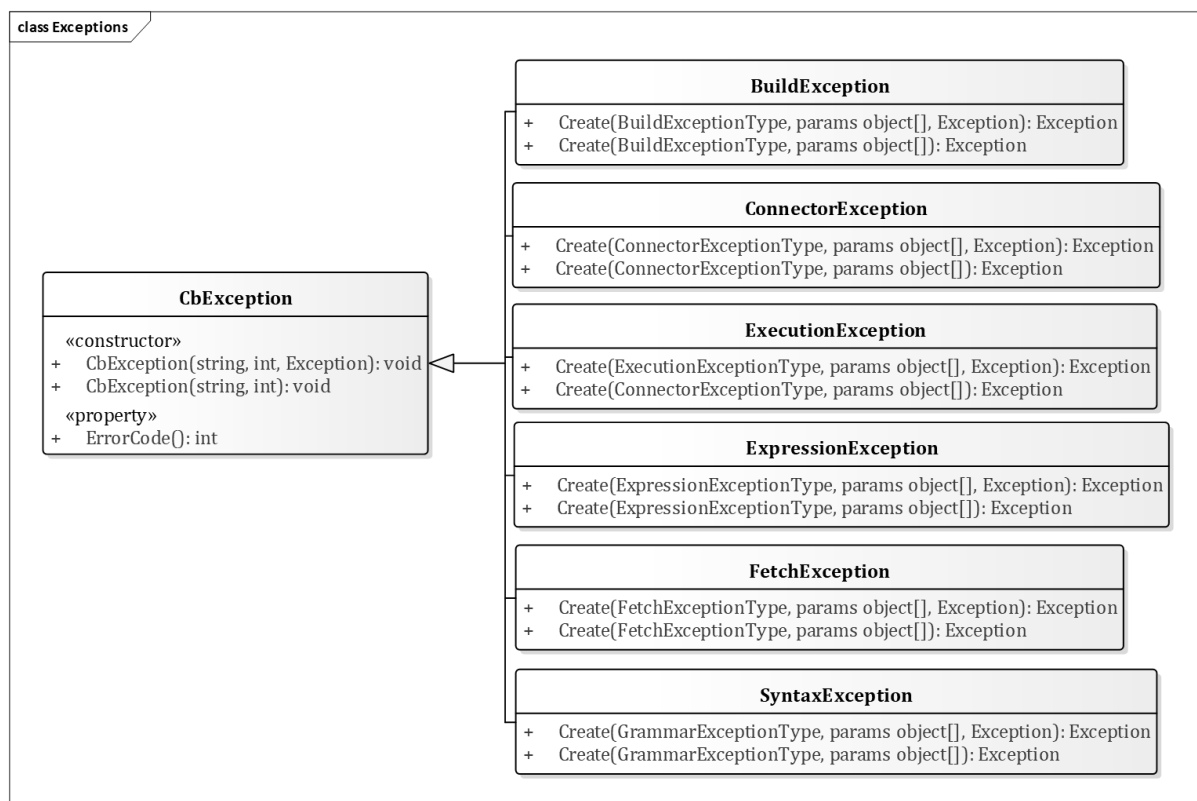 class Exceptions
BuildException
+ Create(BuildExceptionType, params object[], Exception): Exception
+ Create(BuildExceptionType, params object[]): Exception
ConnectorException
+ Create(ConnectorExceptionType, params object[], Exception): Exception
+ Create(ConnectorExceptionType, params object[]): Exception
CbException
«constructor»
+ CbException(string, int, Exception): void
+ CbException(string, int): void
«property»
+ ErrorCode(): int
ExecutionException
+ Create(ExecutionExceptionType, params object[], Exception): Exception
+ Create(ConnectorExceptionType, params object[]): Exception
ExpressionException
+ Create(ExpressionExceptionType, params object[], Exception): Exception
+ Create(ExpressionExceptionType, params object[]): Exception
FetchException
+ Create(FetchExceptionType, params object[], Exception): Exception
+ Create(FetchExceptionType, params object[]): Exception
SyntaxException
+ Create(GrammarExceptionType, params object[], Exception): Exception
+ Create(GrammarExceptionType, params object[]): Exception